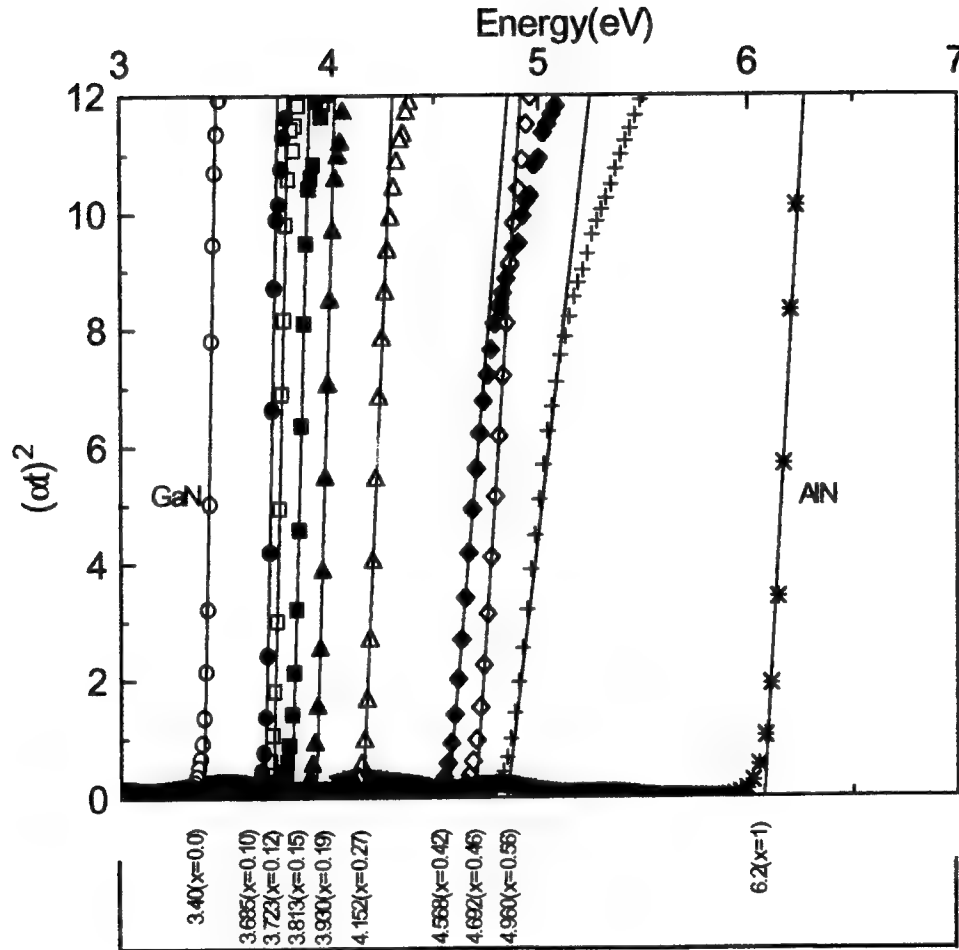 Energy(eV)
3 4 5 6 7
12
10
8
6
4
2
0
(αt)²
GaN
AlN
3.40(x=0.0)
3.685(x=0.10)
3.723(x=0.12)
3.813(x=0.15)
3.930(x=0.19)
4.152(x=0.27)
4.568(x=0.42)
4.692(x=0.46)
4.960(x=0.56)
6.2(x=1)